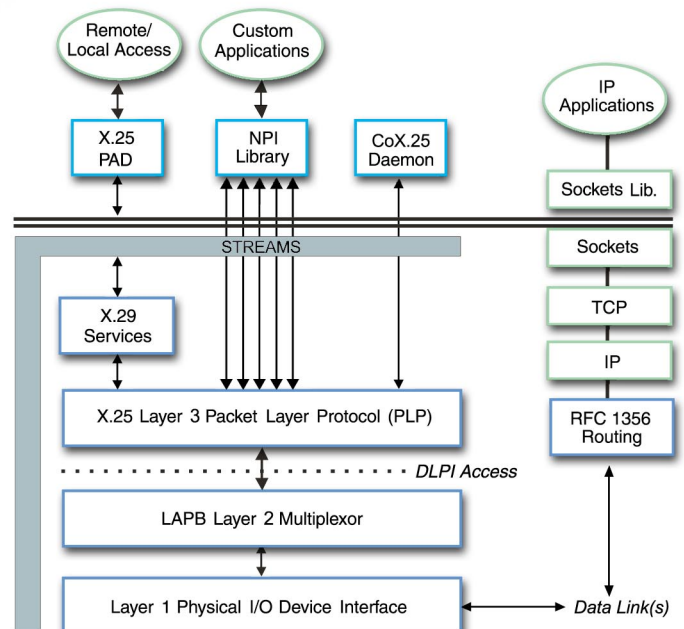 Remote/
Local Access
Custom
Applications
IP
Applications
X.25
PAD
NPI
Library
CoX.25
Daemon
Sockets Lib.
STREAMS
Sockets
X.29
Services
TCP
IP
X.25 Layer 3 Packet Layer Protocol (PLP)
RFC 1356
Routing
DLPI Access
LAPB Layer 2 Multiplexor
Layer 1 Physical I/O Device Interface
Data Link(s)